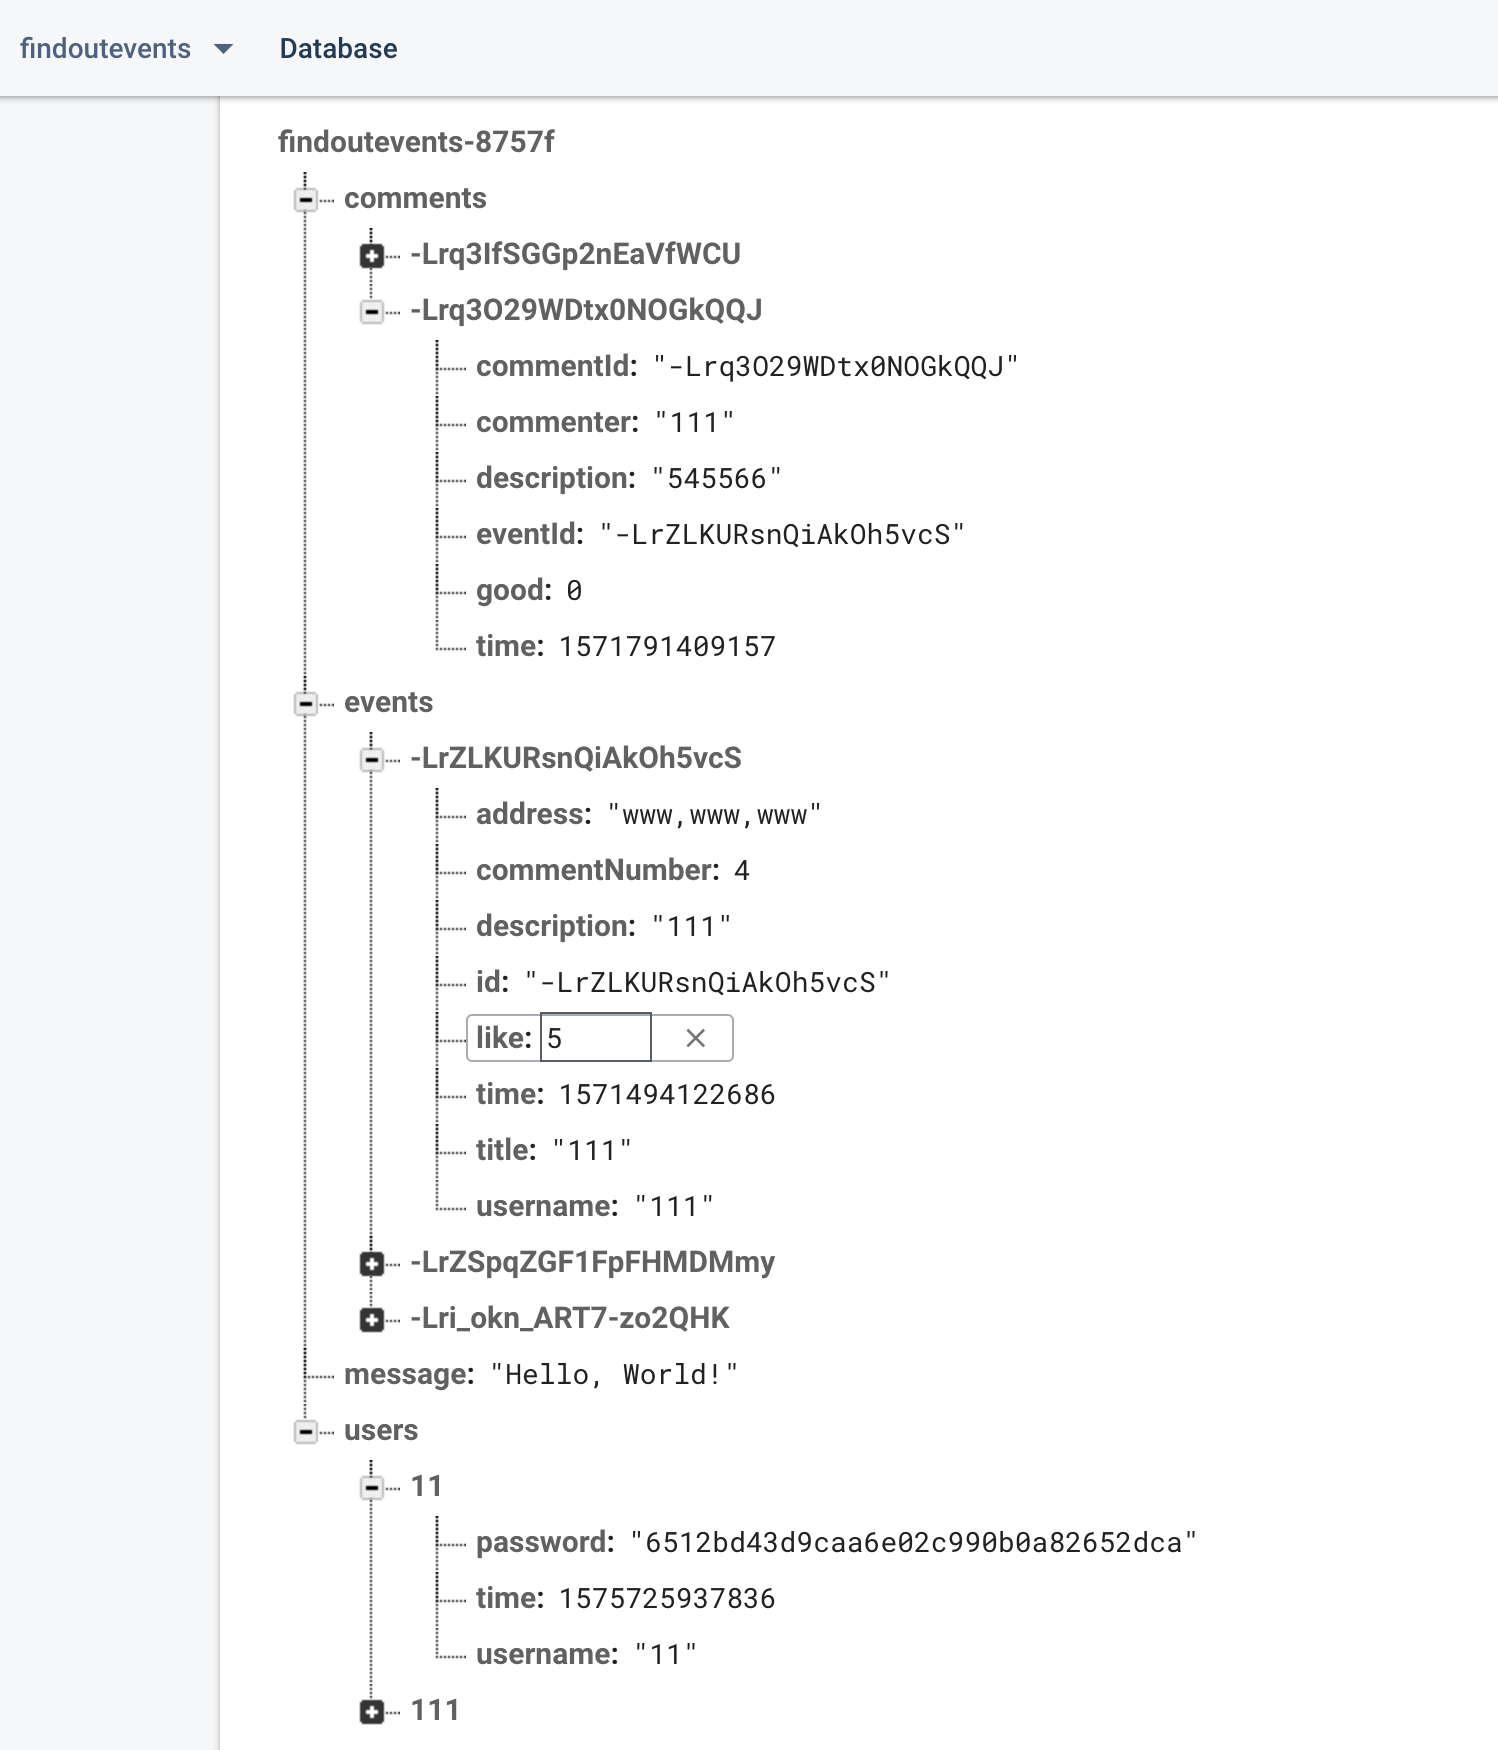 findoutevents Database
findoutevents-8757f
comments
-Lrq3IfSGGp2nEaVfWCU
-Lrq3O29WDtx0NOGkQQJ
commentId: "-Lrq3O29WDtx0NOGkQQJ"
commenter: "111"
description: "545566"
eventId: "-LrZLKURsnQiAkOh5vcS"
good: 0
time: 1571791409157
events
-LrZLKURsnQiAkOh5vcS
address: "www,www,www"
commentNumber: 4
description: "111"
id: "-LrZLKURsnQiAkOh5vcS"
like: 5
time: 1571494122686
title: "111"
username: "111"
-LrZSpqZGF1FpFHMDMmy
-Lri_okn_ART7-zo2QHK
message: "Hello, World!"
users
11
password: "6512bd43d9caa6e02c990b0a82652dca"
time: 1575725937836
username: "11"
111